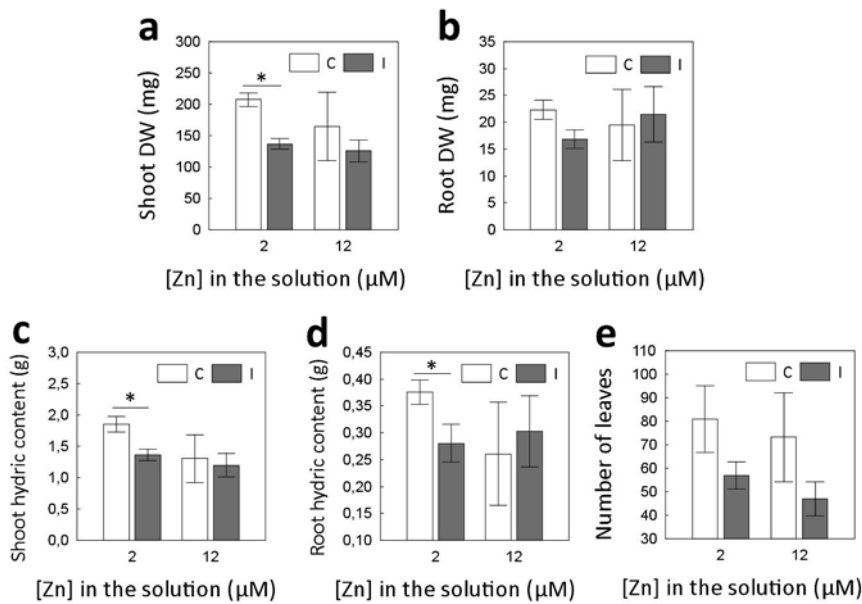 a
Shoot DW (mg)
300
250
200
150
100
50
0
C I
*
2 12
[Zn] in the solution (μM)
b
Root DW (mg)
35
30
25
20
15
10
5
0
C I
2 12
[Zn] in the solution (μM)
c
Shoot hydric content (g)
3,0
2,5
2,0
1,5
1,0
0,5
0,0
C I
*
2 12
[Zn] in the solution (μM)
d
Root hydric content (g)
0,45
0,40
0,35
0,30
0,25
0,20
0,15
0,10
C I
*
2 12
[Zn] in the solution (μM)
e
Number of leaves
110
100
90
80
70
60
50
40
30
C I
2 12
[Zn] in the solution (μM)